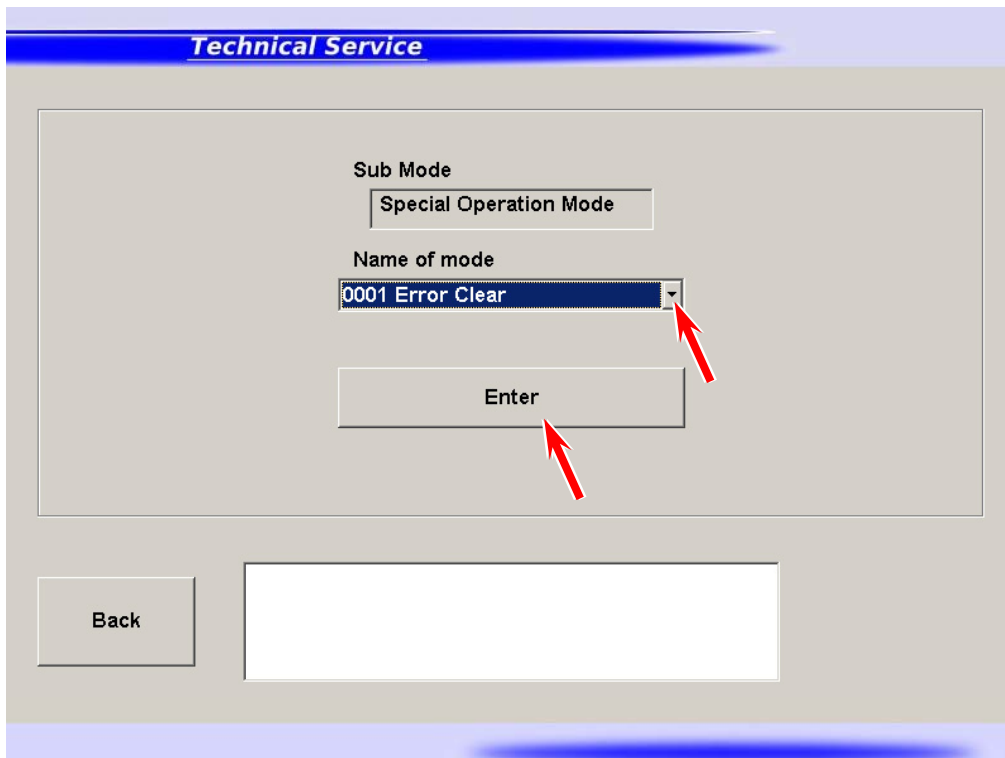 Technical Service
Sub Mode
Special Operation Mode
Name of mode
0001 Error Clear
Enter
Back